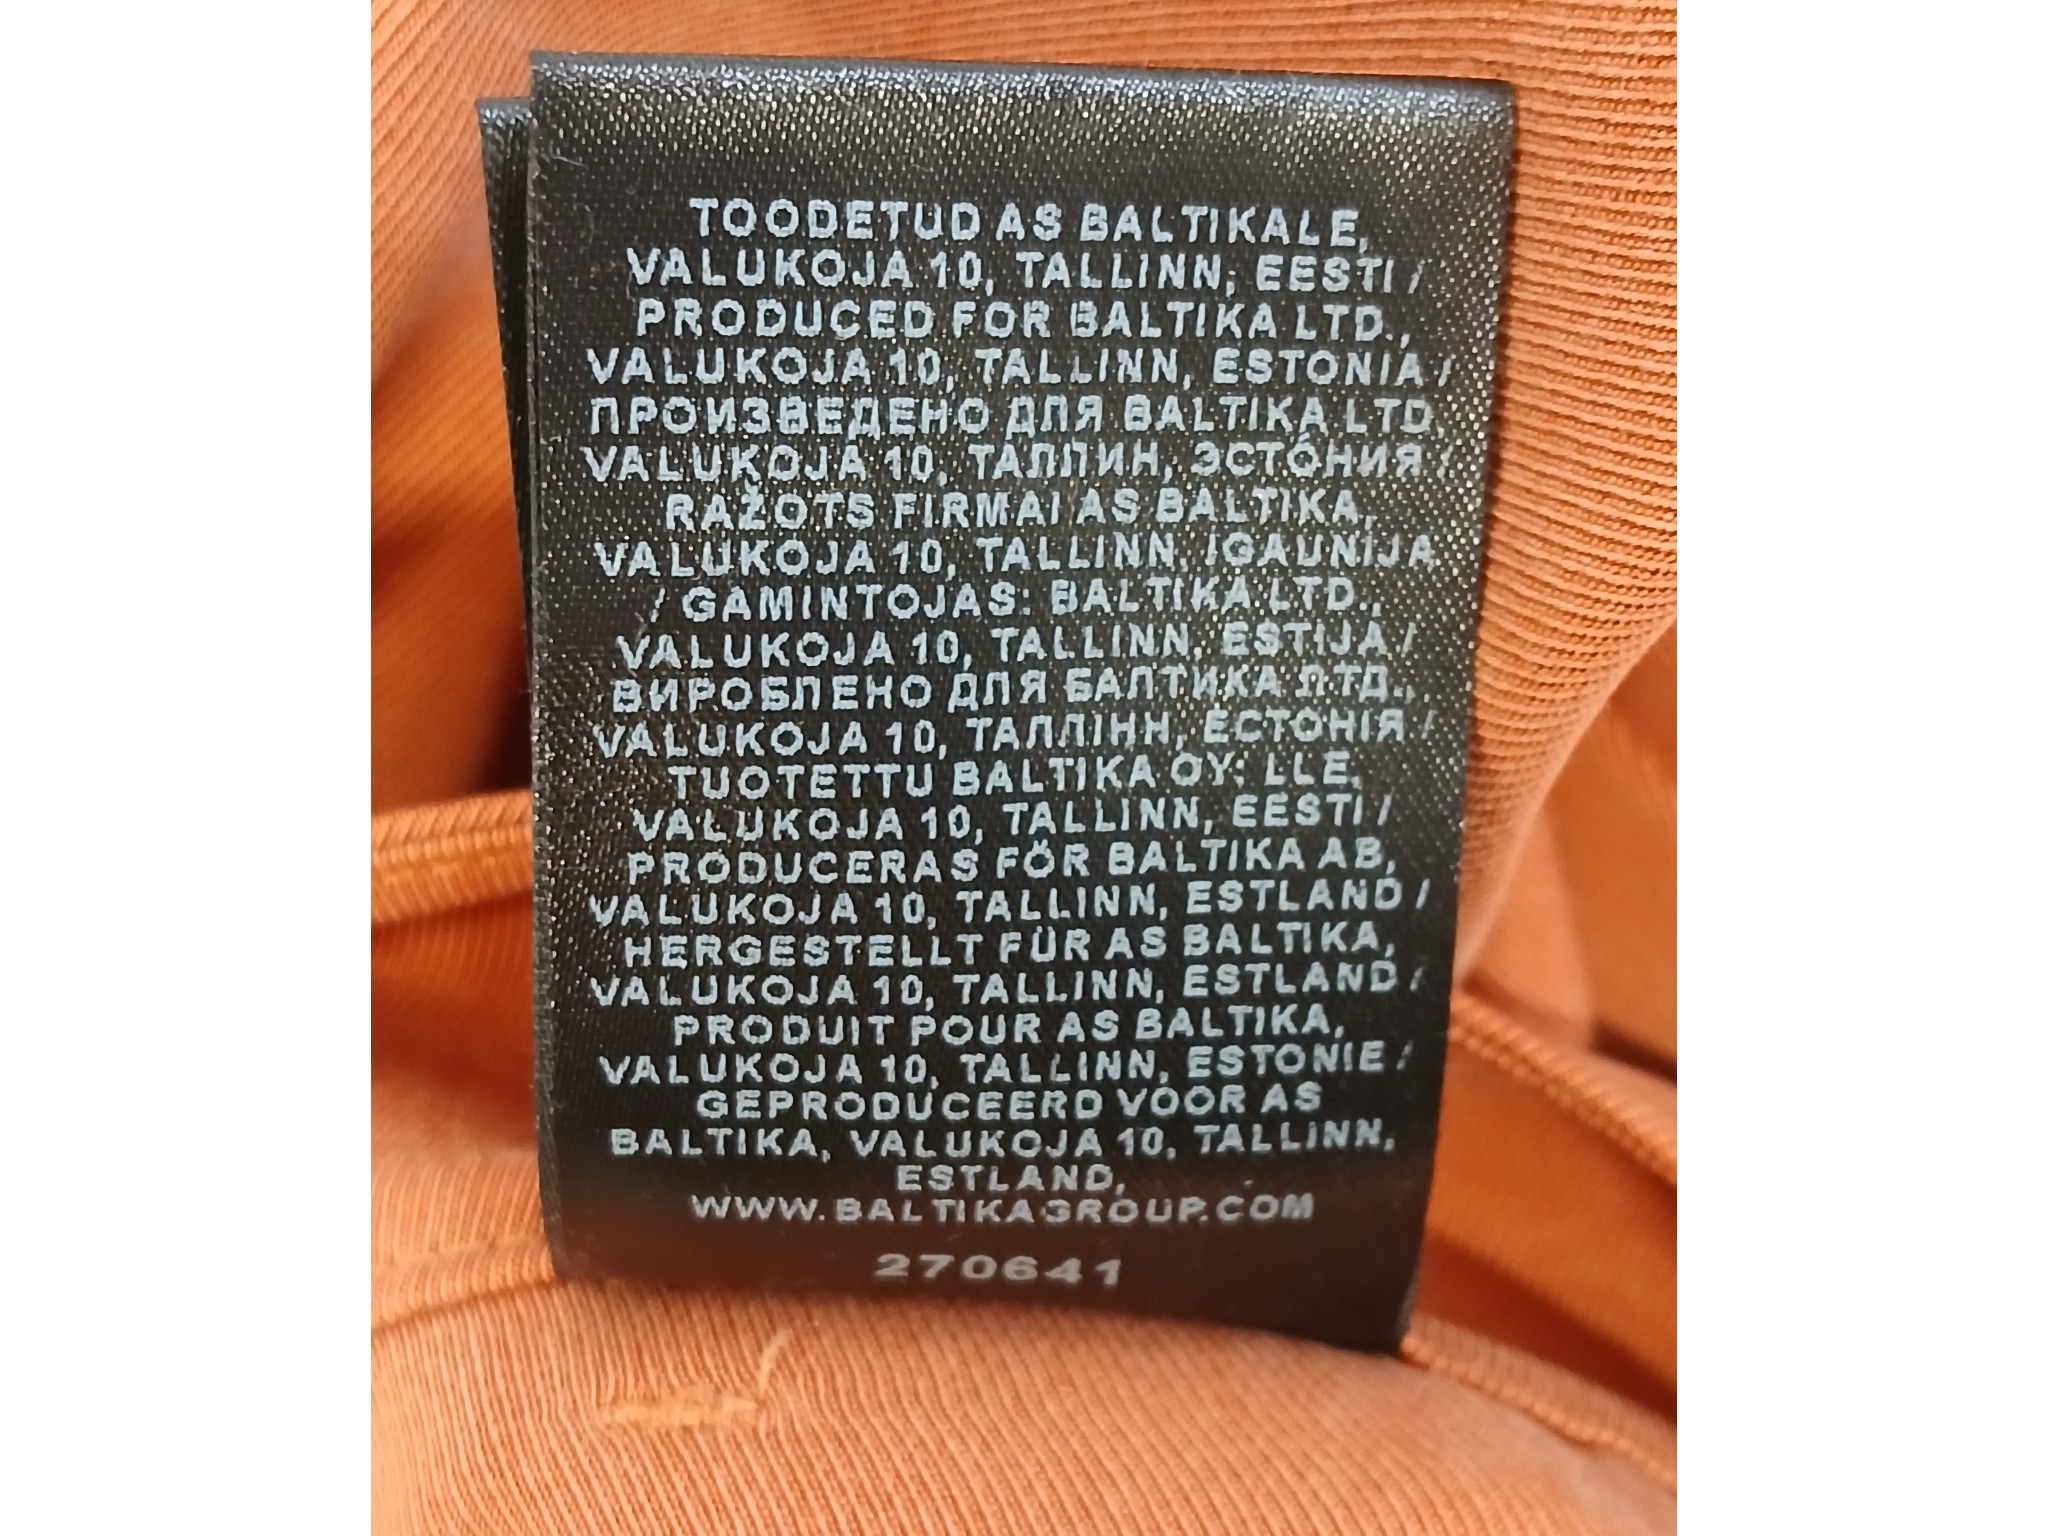 TOODETUD AS BALTIKALE,
VALUKOJA 10, TALLINN, EESTI /
PRODUCED FOR BALTIKA LTD.,
VALUKOJA 10, TALLINN, ESTONIA /
ПРОИЗВЕДЕНО ДЛЯ BALTIKA LTD,
VALUKOJA 10, ТАЛЛИН, ЭСТОНИЯ /
RAŽOTS FIRMAI AS BALTIKA,
VALUKOJA 10, TALLINN, IGAUNIJA
/ GAMINTOJAS: BALTIKA LTD.,
VALUKOJA 10, TALLINN, ESTIJA /
ВИРОБЛЕНО ДЛЯ БАЛТИКА ЛТД.,
VALUKOJA 10, ТАЛЛІНН, ЕСТОНІЯ /
TUOTETTU BALTIKA OY: LLE,
VALUKOJA 10, TALLINN, EESTI /
PRODUCERAS FÖR BALTIKA AB,
VALUKOJA 10, TALLINN, ESTLAND /
HERGESTELLT FÜR AS BALTIKA,
VALUKOJA 10, TALLINN, ESTLAND /
PRODUIT POUR AS BALTIKA,
VALUKOJA 10, TALLINN, ESTONIE /
GEPRODUCEERD VOOR AS
BALTIKA, VALUKOJA 10, TALLINN,
ESTLAND,
WWW.BALTIKAGROUP.COM
270641